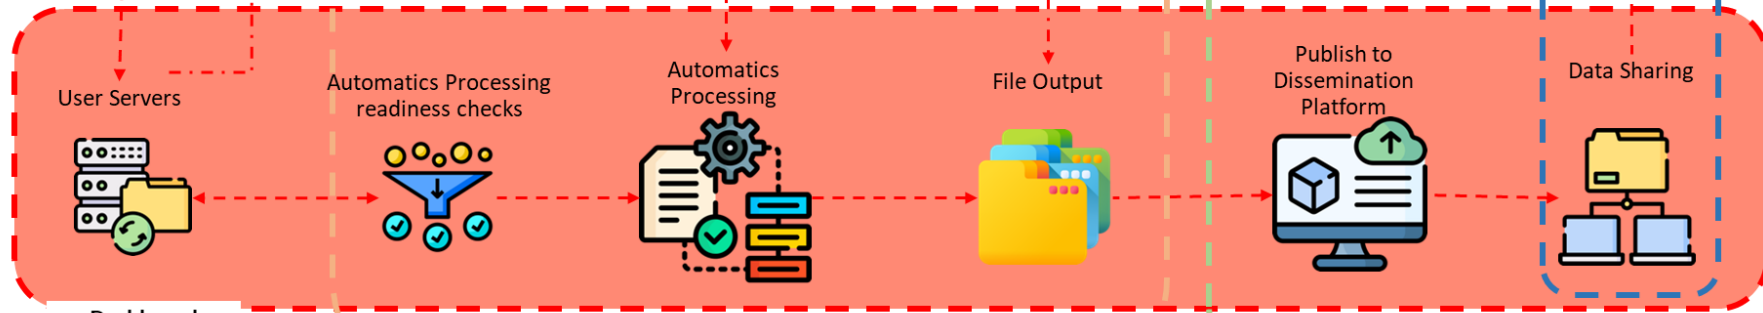 User Servers
Automatics Processing
readiness checks
Automatics
Processing
File Output
Publish to
Dissemination
Platform
Data Sharing